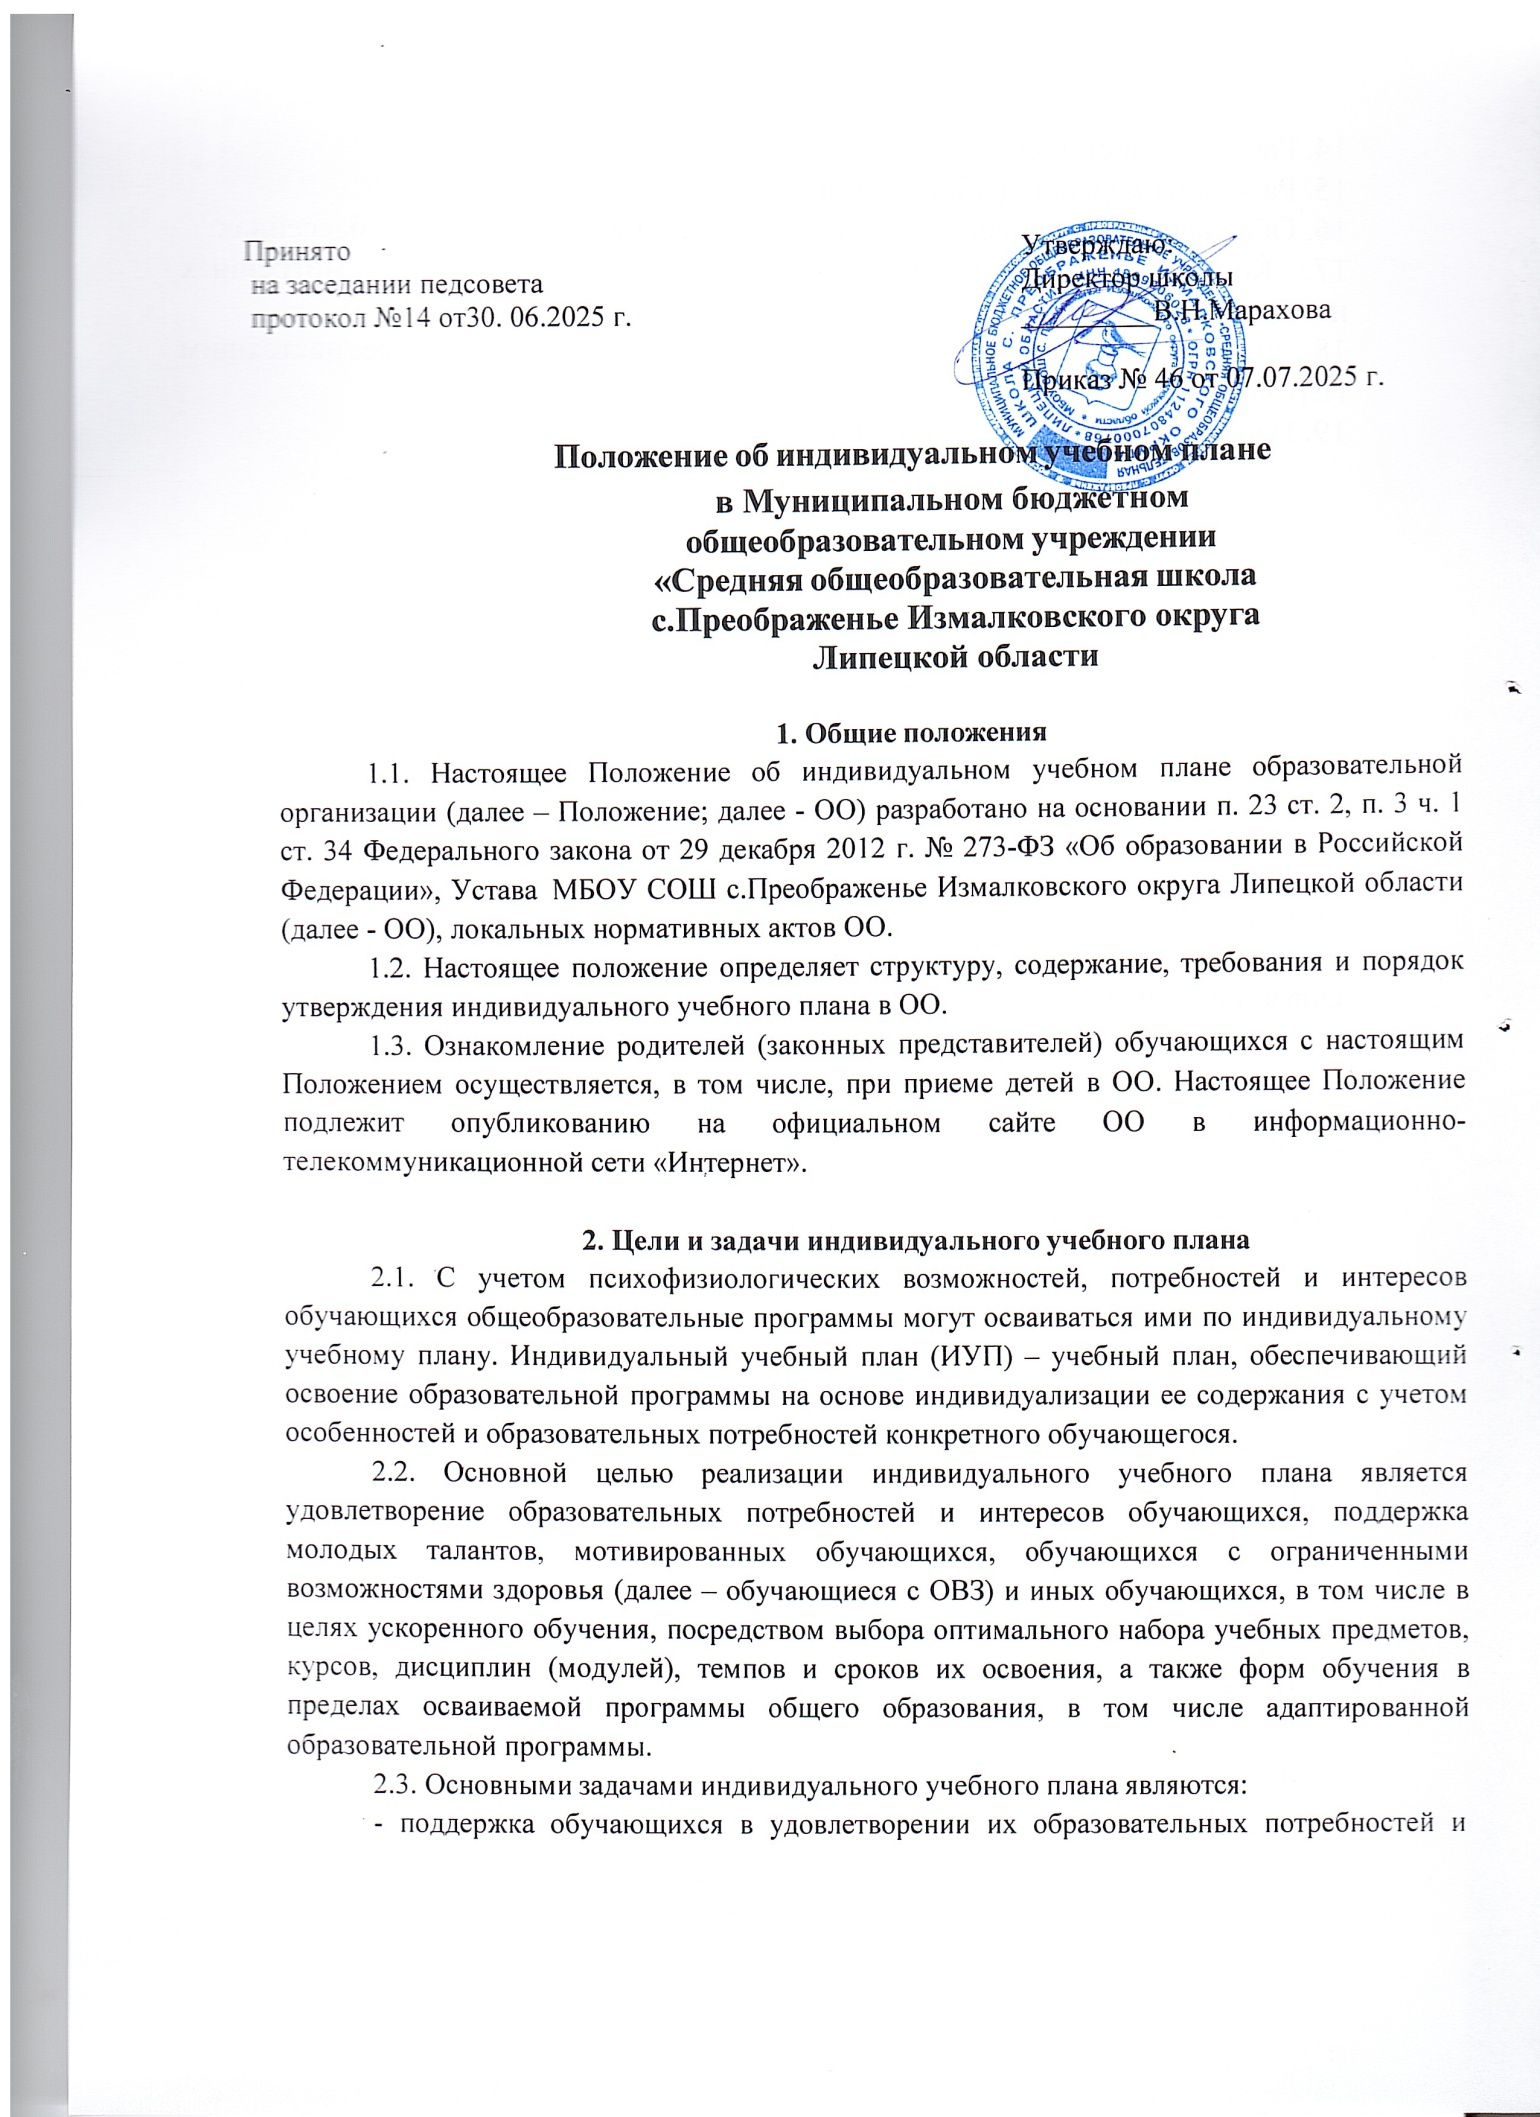 Принято
на заседании педсовета
протокол №14 от30. 06.2025 г.
Утверждаю:
Директор школы
__________В.Н.Марахова
Приказ № 46 от 07.07.2025 г.
Положение об индивидуальном учебном плане
в Муниципальном бюджетном
общеобразовательном учреждении
«Средняя общеобразовательная школа
с.Преображенье Измалковского округа
Липецкой области
1. Общие положения
1.1. Настоящее Положение об индивидуальном учебном плане образовательной
организации (далее – Положение; далее - ОО) разработано на основании п. 23 ст. 2, п. 3 ч. 1
ст. 34 Федерального закона от 29 декабря 2012 г. № 273-ФЗ «Об образовании в Российской
Федерации», Устава МБОУ СОШ с.Преображенье Измалковского округа Липецкой области
(далее - ОО), локальных нормативных актов ОО.
1.2. Настоящее положение определяет структуру, содержание, требования и порядок
утверждения индивидуального учебного плана в ОО.
1.3. Ознакомление родителей (законных представителей) обучающихся с настоящим
Положением осуществляется, в том числе, при приеме детей в ОО. Настоящее Положение
подлежит опубликованию на официальном сайте ОО в информационно-
телекоммуникационной сети «Интернет».
2. Цели и задачи индивидуального учебного плана
2.1. С учетом психофизиологических возможностей, потребностей и интересов
обучающихся общеобразовательные программы могут осваиваться ими по индивидуальному
учебному плану. Индивидуальный учебный план (ИУП) – учебный план, обеспечивающий
освоение образовательной программы на основе индивидуализации ее содержания с учетом
особенностей и образовательных потребностей конкретного обучающегося.
2.2. Основной целью реализации индивидуального учебного плана является
удовлетворение образовательных потребностей и интересов обучающихся, поддержка
молодых талантов, мотивированных обучающихся, обучающихся с ограниченными
возможностями здоровья (далее – обучающиеся с ОВЗ) и иных обучающихся, в том числе в
целях ускоренного обучения, посредством выбора оптимального набора учебных предметов,
курсов, дисциплин (модулей), темпов и сроков их освоения, а также форм обучения в
пределах осваиваемой программы общего образования, в том числе адаптированной
образовательной программы.
2.3. Основными задачами индивидуального учебного плана являются:
- поддержка обучающихся в удовлетворении их образовательных потребностей и